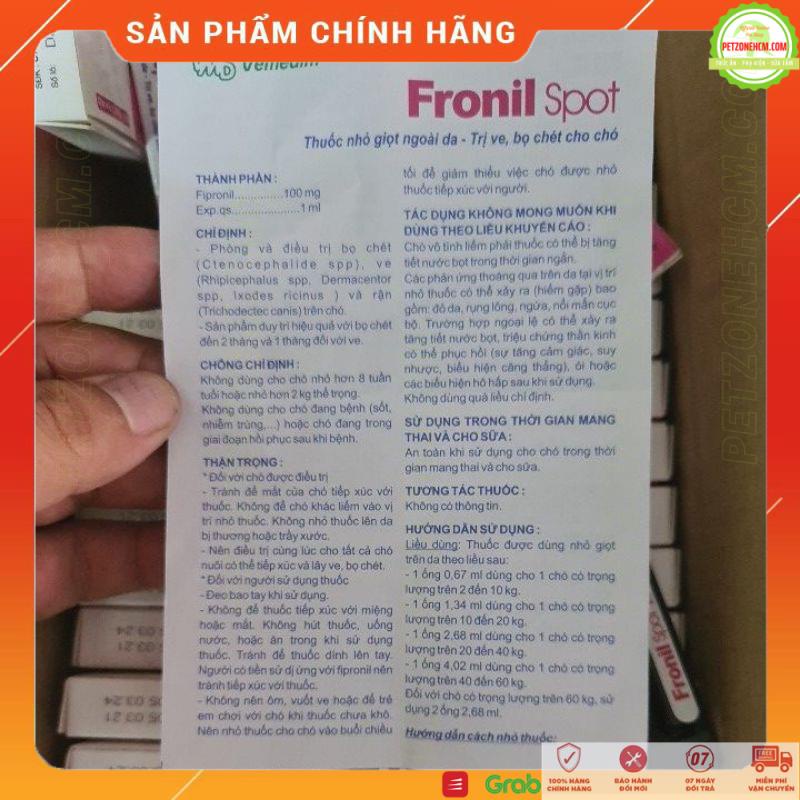 SẢN PHẨM CHÍNH HÃNG
PETZONEHCM.COM
THỨC ĂN - PHỤ KIỆN - SỮA TẮM
Vemedim
Fronil Spot
Thuốc nhỏ giọt ngoài da - Trị ve, bọ chét cho chó
THÀNH PHẦN :
Fipronil...............100 mg
Exp.qs.....................1 ml
CHỈ ĐỊNH :
- Phòng và điều trị bọ chét
(Ctenocephalide spp), ve
(Rhipicephalus spp, Dermacentor
spp, Ixodes ricinus ) và rận
(Trichodectec canis) trên chó.
- Sản phẩm duy trì hiệu quả với bọ chét
đến 2 tháng và 1 tháng đối với ve.
CHỐNG CHỈ ĐỊNH :
Không dùng cho chó nhỏ hơn 8 tuần
tuổi hoặc nhỏ hơn 2 kg thể trọng.
Không dùng cho chó đang bệnh (sốt,
nhiễm trùng,...) hoặc chó đang trong
giai đoạn hồi phục sau khi bệnh.
THẬN TRỌNG :
* Đối với chó được điều trị
- Tránh để mắt của chó tiếp xúc với
thuốc. Không để chó khác liếm vào vị
trí nhỏ thuốc. Không nhỏ thuốc lên da
bị thương hoặc trầy xước.
- Nên điều trị cùng lúc cho tất cả chó
nuôi có thể tiếp xúc và lây ve, bọ chét.
* Đối với người sử dụng thuốc
- Đeo bao tay khi sử dụng.
- Không để thuốc tiếp xúc với miệng
hoặc mắt. Không hút thuốc, uống
nước, hoặc ăn trong khi sử dụng
thuốc. Tránh để thuốc dính lên tay.
Người có tiền sử dị ứng với fipronil nên
tránh tiếp xúc với thuốc.
- Không nên ôm, vuốt ve hoặc để trẻ
em chơi với chó khi thuốc chưa khô.
Nên nhỏ thuốc cho chó vào buổi chiều
tối để giảm thiểu việc chó được nhỏ
thuốc tiếp xúc với người.
TÁC DỤNG KHÔNG MONG MUỐN KHI
DÙNG THEO LIỀU KHUYẾN CÁO :
Chó vô tình liếm phải thuốc có thể bị tăng
tiết nước bọt trong thời gian ngắn.
Các phản ứng thoáng qua trên da tại vị trí
nhỏ thuốc có thể xảy ra (hiếm gặp) bao
gồm: đỏ da, rụng lông, ngứa, nổi mẩn cục
bộ. Trường hợp ngoại lệ có thể xảy ra
tăng tiết nước bọt, triệu chứng thần kinh
có thể phục hồi (sự tăng cảm giác, suy
nhược, biểu hiện căng thẳng), ói hoặc
các biểu hiện hô hấp sau khi sử dụng.
Không dùng quá liều chỉ định.
SỬ DỤNG TRONG THỜI GIAN MANG
THAI VÀ CHO SỮA :
An toàn khi sử dụng cho chó trong thời
gian mang thai và cho sữa.
TƯƠNG TÁC THUỐC :
Không có thông tin.
HƯỚNG DẪN SỬ DỤNG :
Liều dùng: Thuốc được dùng nhỏ giọt
trên da theo liều sau:
- 1 ống 0,67 ml dùng cho 1 chó có trọng
lượng trên 2 đến 10 kg.
- 1 ống 1,34 ml dùng cho 1 chó có trọng
lượng trên 10 đến 20 kg.
- 1 ống 2,68 ml dùng cho 1 chó có trọng
lượng trên 20 đến 40 kg.
- 1 ống 4,02 ml dùng cho 1 chó có trọng
lượng trên 40 đến 60 kg.
Đối với chó có trọng lượng trên 60 kg, sử
dụng 2 ống 2,68 ml.
Hướng dẫn cách nhỏ thuốc:
Fronil Spot
PETZONEHCM.COM
Grab
100% HÀNG
CHÍNH HÃNG
BẢO HÀNH
ĐỔI MỚI
07
07 NGÀY
ĐỔI TRẢ
FREE
MIỄN PHÍ
VẬN CHUYỂN